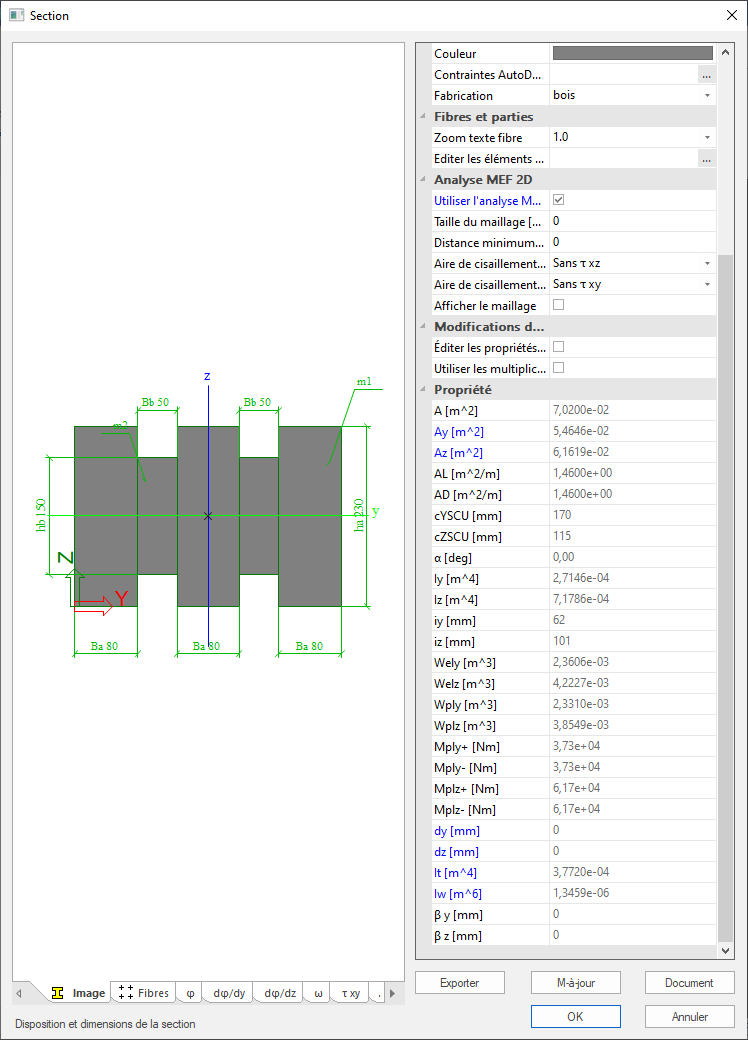 Section
z
m1
Bb 50
Bb 50
m2
hb 150
ha 230
y
Z
Y
Ba 80
Ba 80
Ba 80
Image
Fibres
φ
dφ/dy
dφ/dz
ω
τ xy
Disposition et dimensions de la section
Couleur
Contraintes AutoD... ...
Fabrication bois
Fibres et parties
Zoom texte fibre 1.0
Editer les éléments ... ...
Analyse MEF 2D
Utiliser l'analyse M...
Taille du maillage [... 0
Distance minimum... 0
Aire de cisaillement... Sans τ xz
Aire de cisaillement... Sans τ xy
Afficher le maillage
Modifications d...
Éditer les propriétés...
Utiliser les multiplic...
Propriété
A [m^2] 7,0200e-02
Ay [m^2] 5,4646e-02
Az [m^2] 6,1619e-02
AL [m^2/m] 1,4600e+00
AD [m^2/m] 1,4600e+00
cYSCU [mm] 170
cZSCU [mm] 115
α [deg] 0,00
Iy [m^4] 2,7146e-04
Iz [m^4] 7,1786e-04
iy [mm] 62
iz [mm] 101
Wely [m^3] 2,3606e-03
Welz [m^3] 4,2227e-03
Wply [m^3] 2,3310e-03
Wplz [m^3] 3,8549e-03
Mply+ [Nm] 3,73e+04
Mply- [Nm] 3,73e+04
Mplz+ [Nm] 6,17e+04
Mplz- [Nm] 6,17e+04
dy [mm] 0
dz [mm] 0
It [m^4] 3,7720e-04
Iw [m^6] 1,3459e-06
β y [mm] 0
β z [mm] 0
Exporter
M-à-jour
Document
OK
Annuler